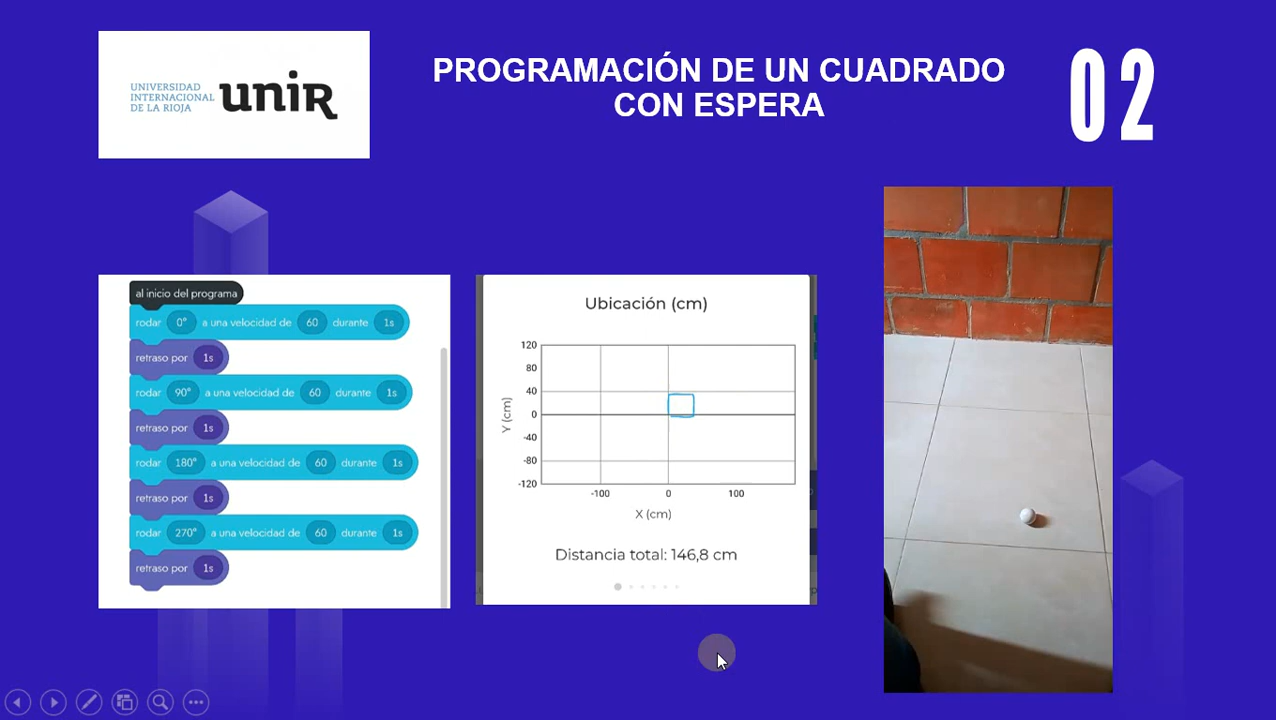 UNIVERSIDAD
INTERNACIONAL
DE LA RIOJA
unir
PROGRAMACIÓN DE UN CUADRADO
CON ESPERA
02
al inicio del programa
rodar 0° a una velocidad de 60 durante 1s
retraso por 1s
rodar 90° a una velocidad de 60 durante 1s
retraso por 1s
rodar 180° a una velocidad de 60 durante 1s
retraso por 1s
rodar 270° a una velocidad de 60 durante 1s
retraso por 1s
Ubicación (cm)
120
80
40
0
-40
-80
-120
Y (cm)
-100 0 100
X (cm)
Distancia total: 146,8 cm